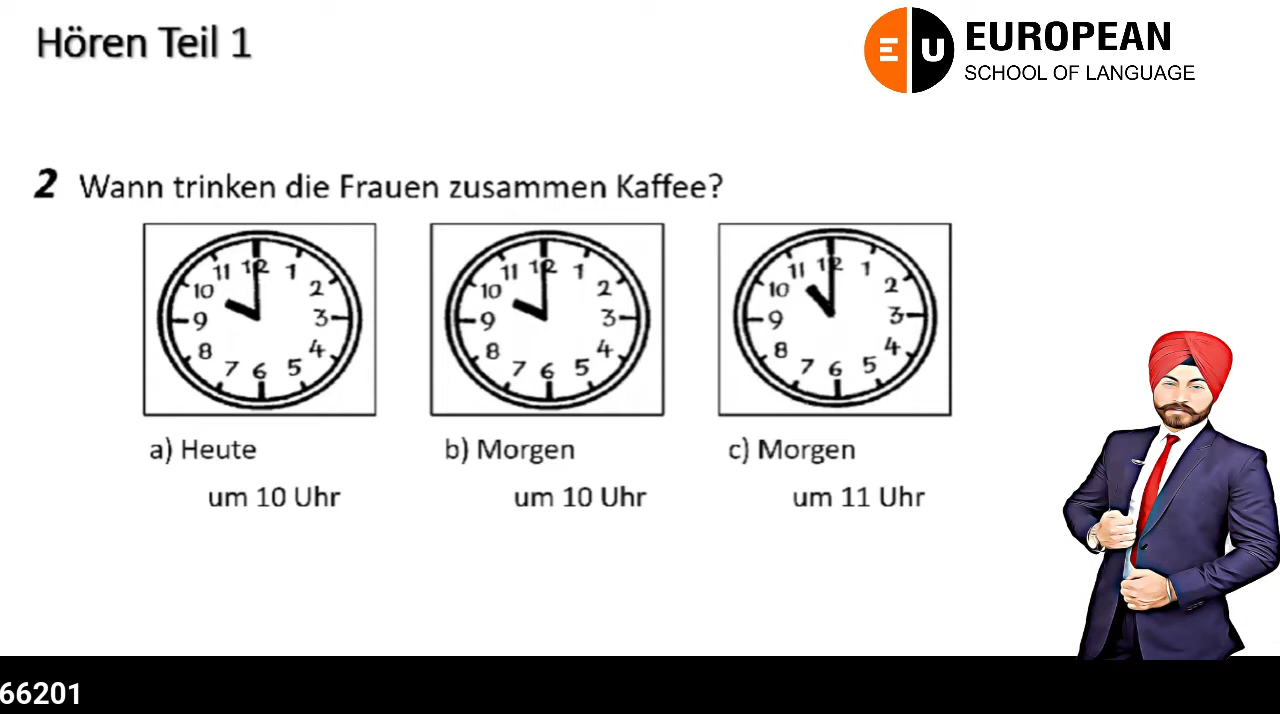 Hören Teil 1
EU EUROPEAN
SCHOOL OF LANGUAGE
2 Wann trinken die Frauen zusammen Kaffee?
11 12 1
10 2
9 3
8 4
7 6 5
11 12 1
10 2
9 3
8 4
7 6 5
11 12 1
10 2
9 3
8 4
7 6 5
a) Heute
um 10 Uhr
b) Morgen
um 10 Uhr
c) Morgen
um 11 Uhr
66201